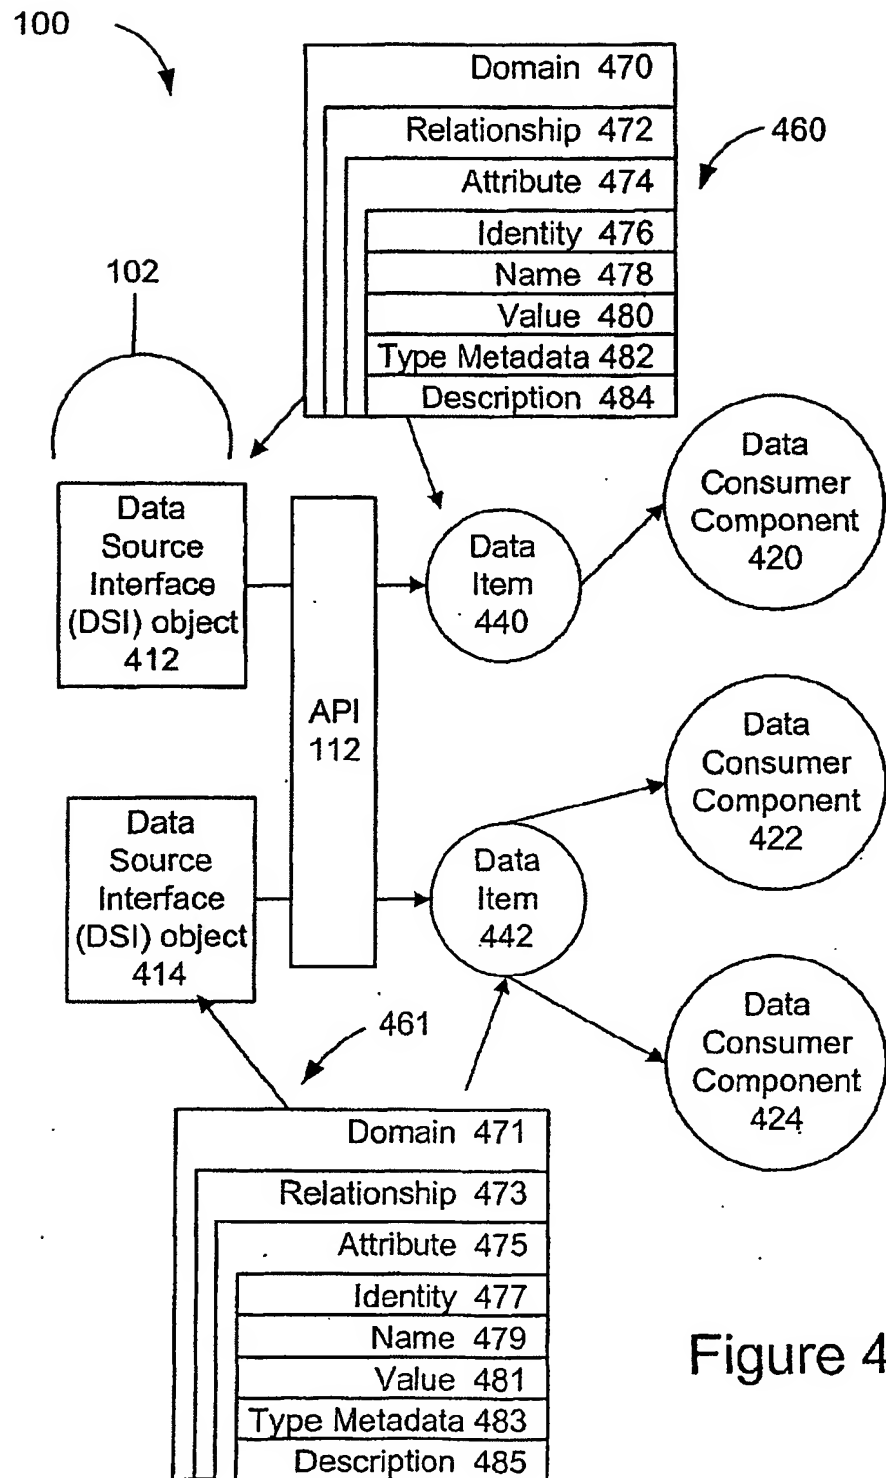 100
Domain 470
Relationship 472
460
Attribute 474
Identity 476
Name 478
Value 480
Type Metadata 482
Description 484
102
Data
Source
Interface
(DSI) object
412
API
112
Data
Item
440
Data
Consumer
Component
420
Data
Consumer
Component
422
Data
Source
Interface
(DSI) object
414
Data
Item
442
Data
Consumer
Component
424
461
Domain 471
Relationship 473
Attribute 475
Identity 477
Name 479
Value 481
Type Metadata 483
Description 485
Figure 4